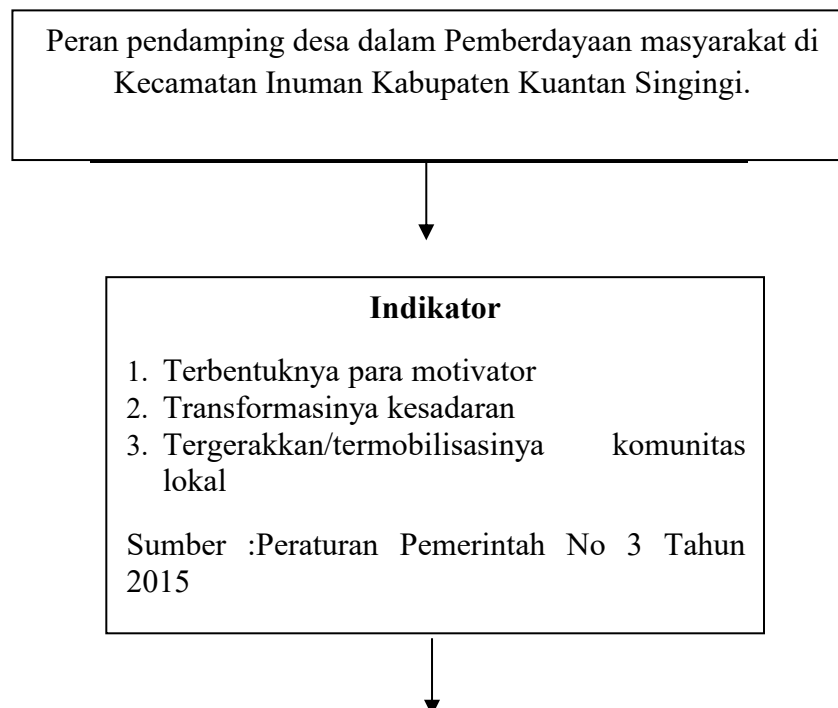 Peran pendamping desa dalam Pemberdayaan masyarakat di
Kecamatan Inuman Kabupaten Kuantan Singingi.
Indikator
1. Terbentuknya para motivator
2. Transformasinya kesadaran
3. Tergerakkan/termobilisasinya komunitas
lokal
Sumber :Peraturan Pemerintah No 3 Tahun
2015